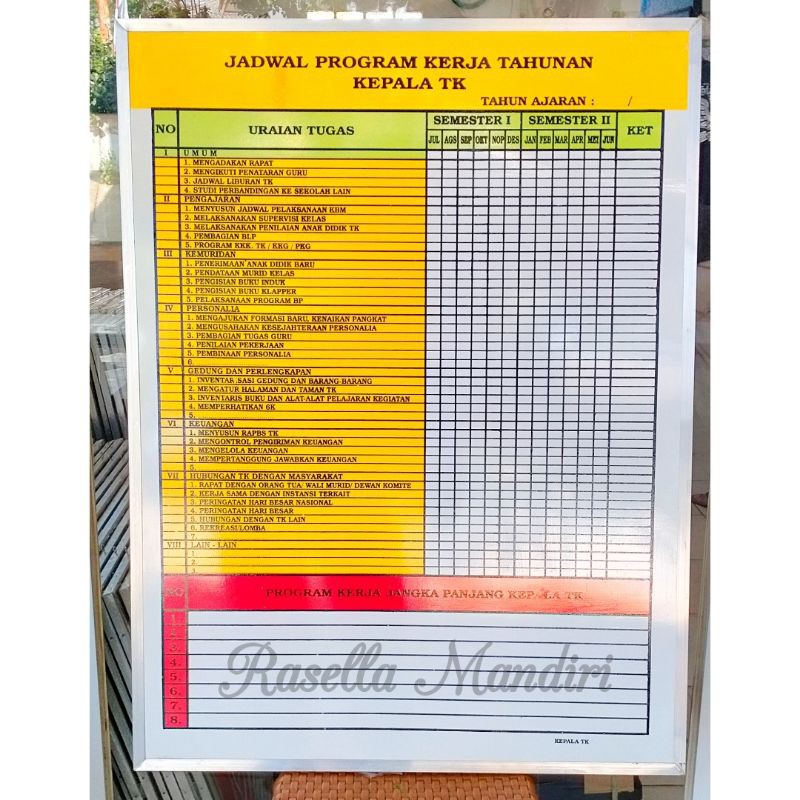 JADWAL PROGRAM KERJA TAHUNAN
KEPALA TK
TAHUN AJARAN : /
NO URAIAN TUGAS SEMESTER I SEMESTER II KET
JUL AGS SEP OKT NOP DES JAN FEB MAR APR MEI JUN
I UMUM
1. MENGADAKAN RAPAT
2. MENGIKUTI PENATARAN GURU
3. JADWAL LIBURAN TK
4. STUDI PERBANDINGAN KE SEKOLAH LAIN
II PENGAJARAN
1. MENYUSUN JADWAL PELAKSANAAN KBM
2. MELAKSANAKAN SUPERVISI KELAS
3. MELAKSANAKAN PENILAIAN ANAK DIDIK TK
4. PEMBAGIAN BLP
5. PROGRAM KKK. TK / KKG / PKG
III KEMURIDAN
1. PENERIMAAN ANAK DIDIK BARU
2. PENDATAAN MURID KELAS
3. PENGISIAN BUKU INDUK
4. PENGISIAN BUKU KLAPPER
5. PELAKSANAAN PROGRAM BP
IV PERSONALIA
1. MENGAJUKAN FORMASI BARU, KENAIKAN PANGKAT
2. MENGUSAHAKAN KESEJAHTERAAN PERSONALIA
3. PEMBAGIAN TUGAS GURU
4. PENILAIAN PEKERJAAN
5. PEMBINAAN PERSONALIA
6.
V GEDUNG DAN PERLENGKAPAN
1. INVENTAR.SASI GEDUNG DAN BARANG-BARANG
2. MENGATUR HALAMAN DAN TAMAN TK
3. INVENTARIS BUKU DAN ALAT-ALAT PELAJARAN KEGIATAN
4. MEMPERHATIKAN 6K
5.
VI KEUANGAN
1. MENYUSUN RAPBS TK
2. MENGONTROL PENGIRIMAN KEUANGAN
3. MENGELOLA KEUANGAN
4. MEMPERTANGGUNG JAWABKAN KEUANGAN
5.
VII HUBUNGAN TK DENGAN MASYARAKAT
1. RAPAT DENGAN ORANG TUA/ WALI MURID/ DEWAN KOMITE
2. KERJA SAMA DENGAN INSTANSI TERKAIT
3. PERINGATAN HARI BESAR NASIONAL
4. PERINGATAN HARI BESAR
5. HUBUNGAN DENGAN TK LAIN
6. REKREASI/LOMBA
7.
VIII LAIN - LAIN
1.
2.
3.
NO PROGRAM KERJA JANGKA PANJANG KEP. LA TK
1.
2.
3.
4.
5.
6.
7.
8.
Rasella Mandiri
KEPALA TK